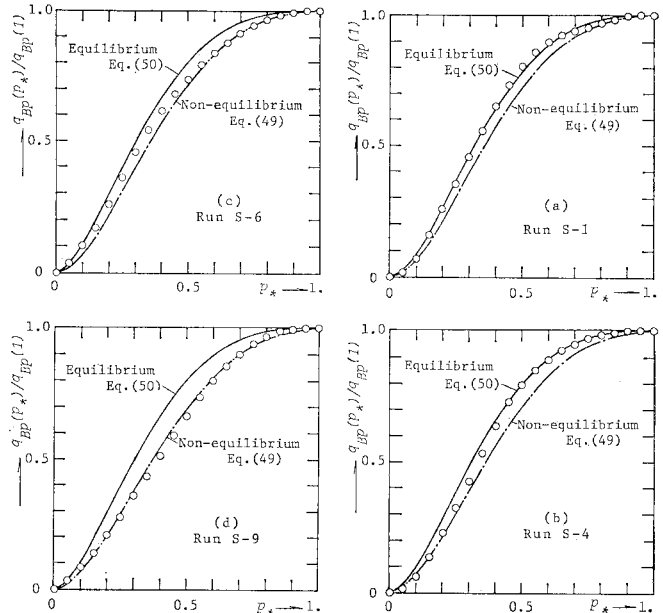 1.0
Equilibrium
Eq.(50)
Non-equilibrium
Eq.(49)
0.5
(c)
Run S-6
0
0
0.5
p* → 1.
q_Bp(p*)/q_Bp(1)
1.0
Equilibrium
Eq.(50)
Non-equilibrium
Eq.(49)
0.5
(a)
Run S-1
0
0
0.5
p* → 1.
q_Bp(p*)/q_Bp(1)
1.0
Equilibrium
Eq.(50)
Non-equilibrium
Eq.(49)
0.5
(d)
Run S-9
0
0
0.5
p* → 1.
q_Bp(p*)/q_Bp(1)
1.0
Equilibrium
Eq.(50)
Non-equilibrium
Eq.(49)
0.5
(b)
Run S-4
0
0
0.5
p* → 1.
q_Bp(p*)/q_Bp(1)